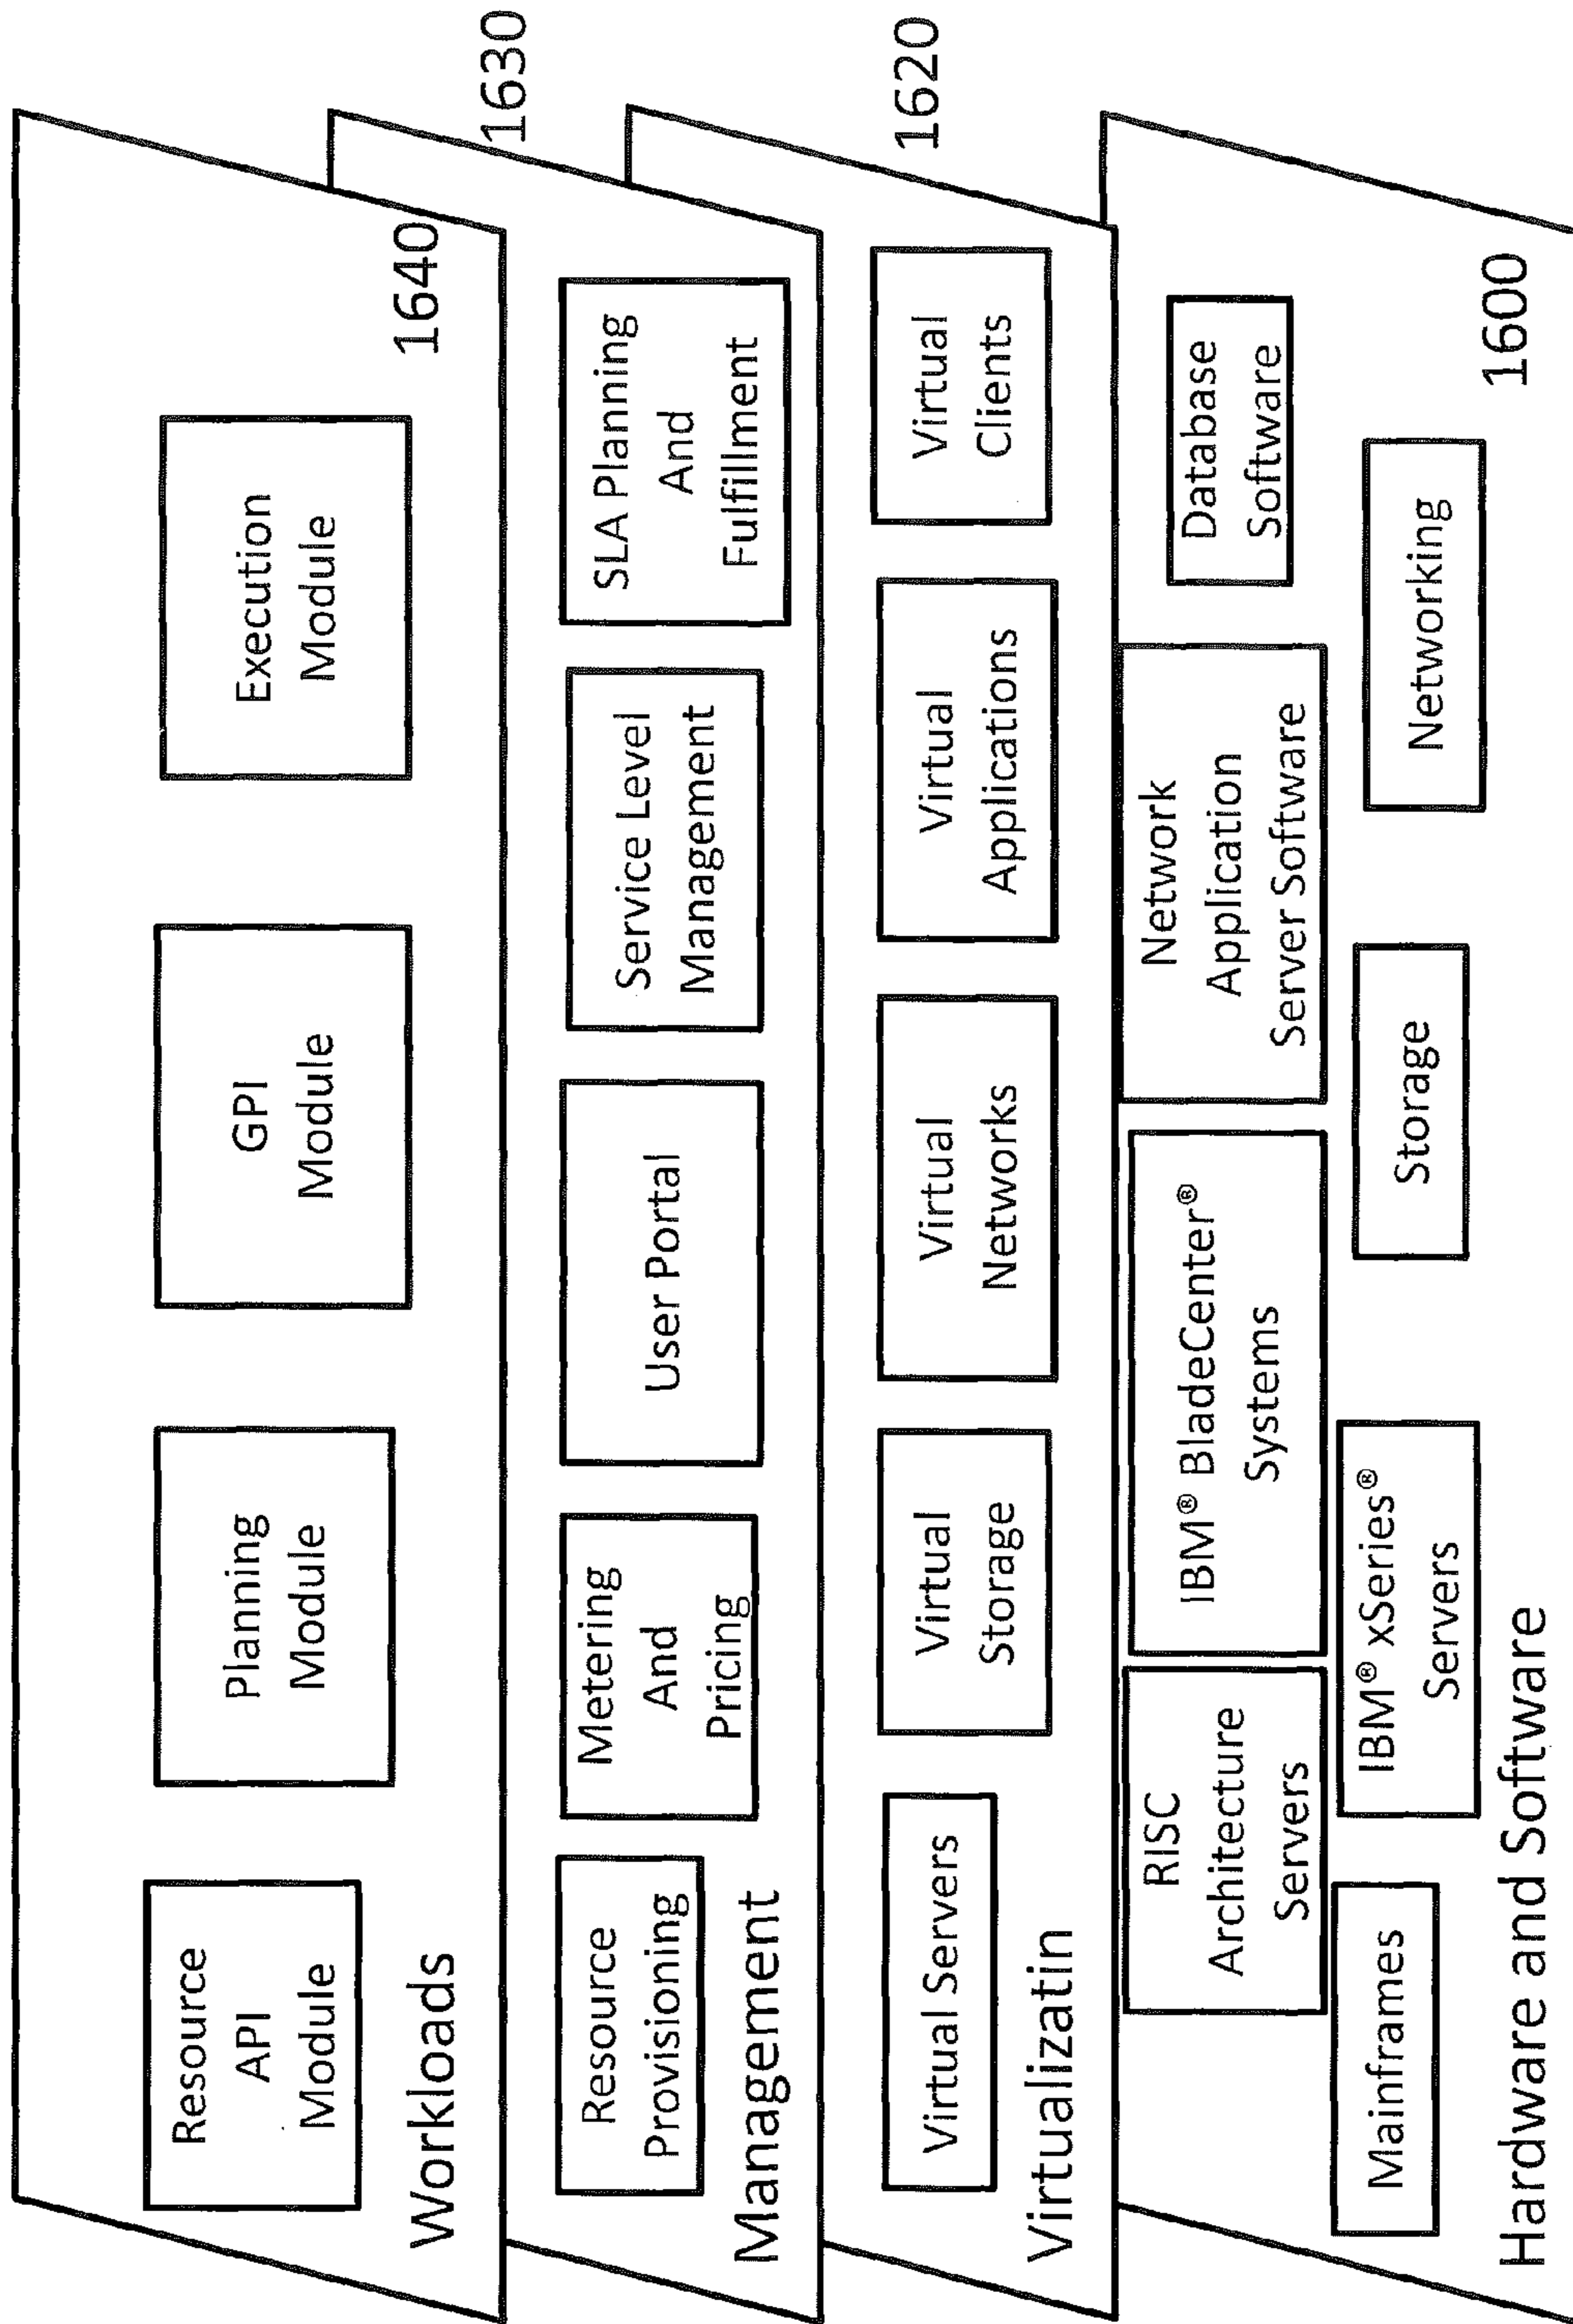 Resource
API
Module
Planning
Module
GPI
Module
Execution
Module
Workloads
1640
Resource
Provisioning
Metering
And
Pricing
User Portal
Service Level
Management
SLA Planning
And
Fulfillment
Management
1630
Virtual Servers
Virtual
Storage
Virtual
Networks
Virtual
Applications
Virtual
Clients
Virtualizatin
1620
RISC
Architecture
Servers
IBM® BladeCenter®
Systems
Network
Application
Server Software
Database
Software
Mainframes
IBM® xSeries®
Servers
Storage
Networking
Hardware and Software
1600